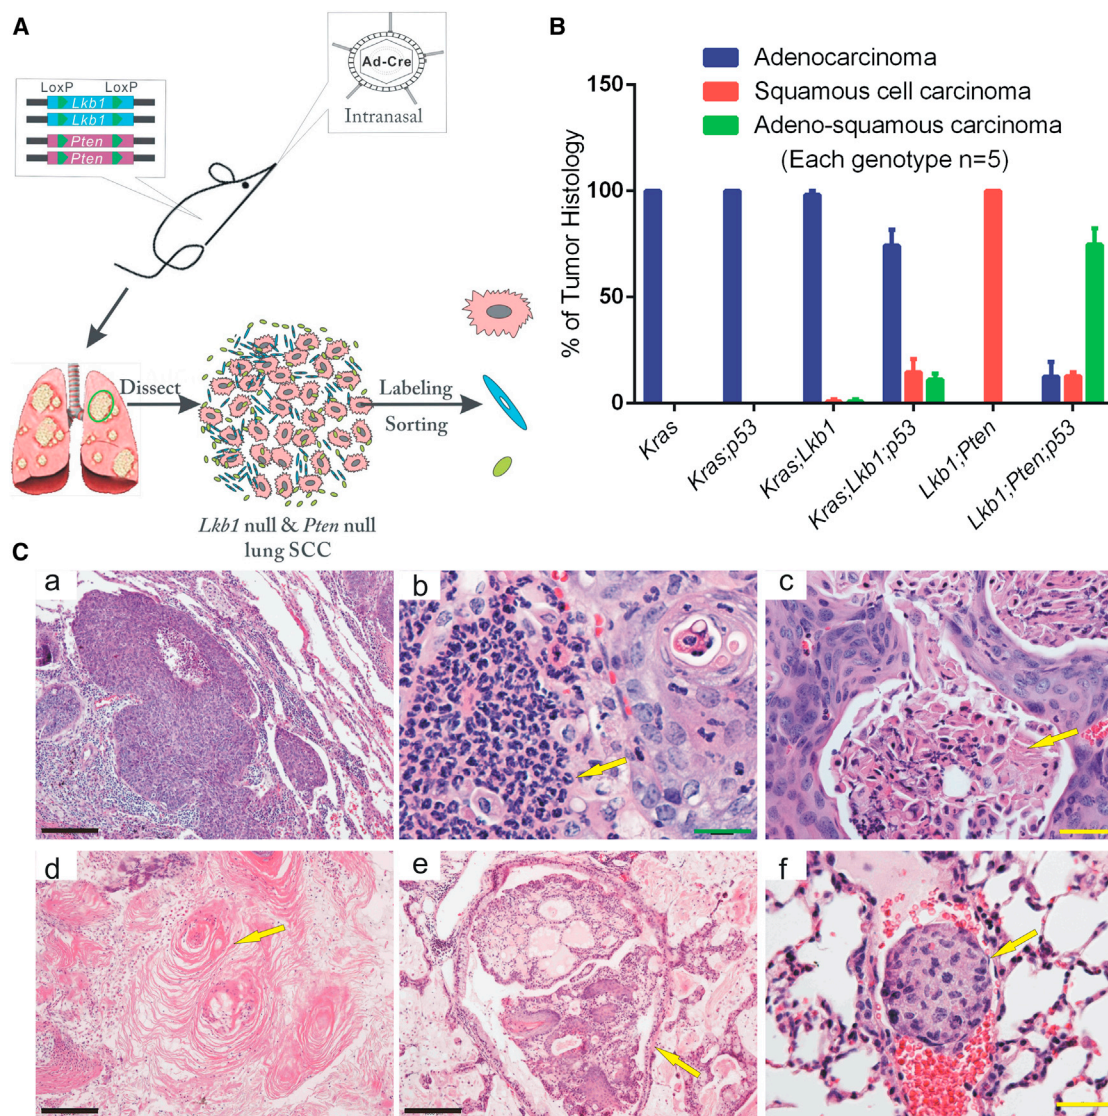 A
LoxP LoxP
Lkb1
Lkb1
Pten
Pten
Ad-Cre
Intranasal
Dissect
Labeling
Sorting
Lkb1 null & Pten null
lung SCC
B
Adenocarcinoma
Squamous cell carcinoma
Adeno-squamous carcinoma
(Each genotype n=5)
% of Tumor Histology
150
100
50
0
Kras
Kras;p53
Kras;Lkb1
Kras;Lkb1;p53
Lkb1;Pten
Lkb1;Pten;p53
C
a
b
c
d
e
f